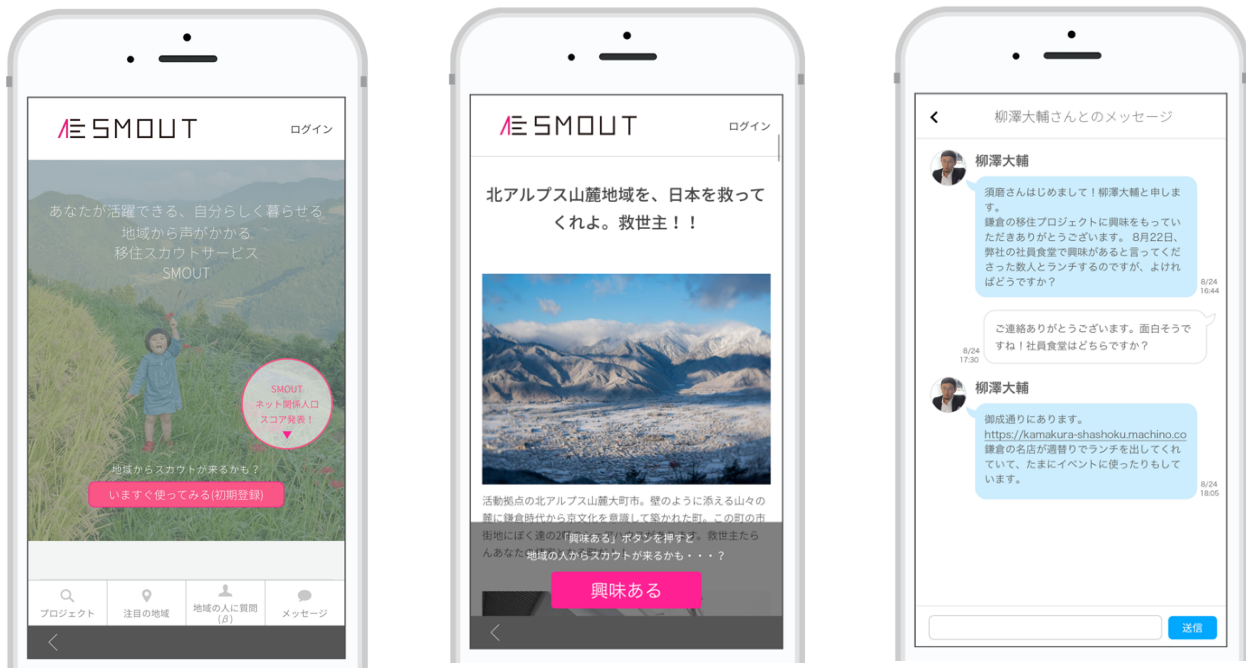 SMOUT
ログイン
あなたが活躍できる、自分らしく暮らせる
地域から声がかかる
移住スカウトサービス
SMOUT
SMOUT
ネット関係人口
スコア発表！
▼
地域からスカウトが来るかも？
いますぐ使ってみる(初期登録)
プロジェクト
注目の地域
地域の人に質問
(β)
メッセージ
SMOUT
ログイン
北アルプス山麓地域を、日本を救って
くれよ。救世主！！
活動拠点の北アルプス山麓大町市。壁のように添える山々の
麓に鎌倉時代から京文化を意識して築かれた町。この町の市
街地にぼく達の2
救世主たら
んあなたの
「興味ある」ボタンを押すと
地域の人からスカウトが来るかも・・・？
興味ある
柳澤大輔さんとのメッセージ
柳澤大輔
須磨さんはじめまして！柳澤大輔と申しま
す。
鎌倉の移住プロジェクトに興味をもってい
ただきありがとうございます。 8月22日、
弊社の社員食堂で興味があると言ってくだ
さった数人とランチするのですが、よけれ
ばどうですか？
8/24
16:44
ご連絡ありがとうございます。面白そうで
すね！社員食堂はどちらですか？
8/24
17:30
柳澤大輔
御成通りにあります。
https://kamakura-shashoku.machino.co
鎌倉の名店が週替りでランチを出してくれ
ていて、たまにイベントに使ったりもして
います。
8/24
18:05
送信